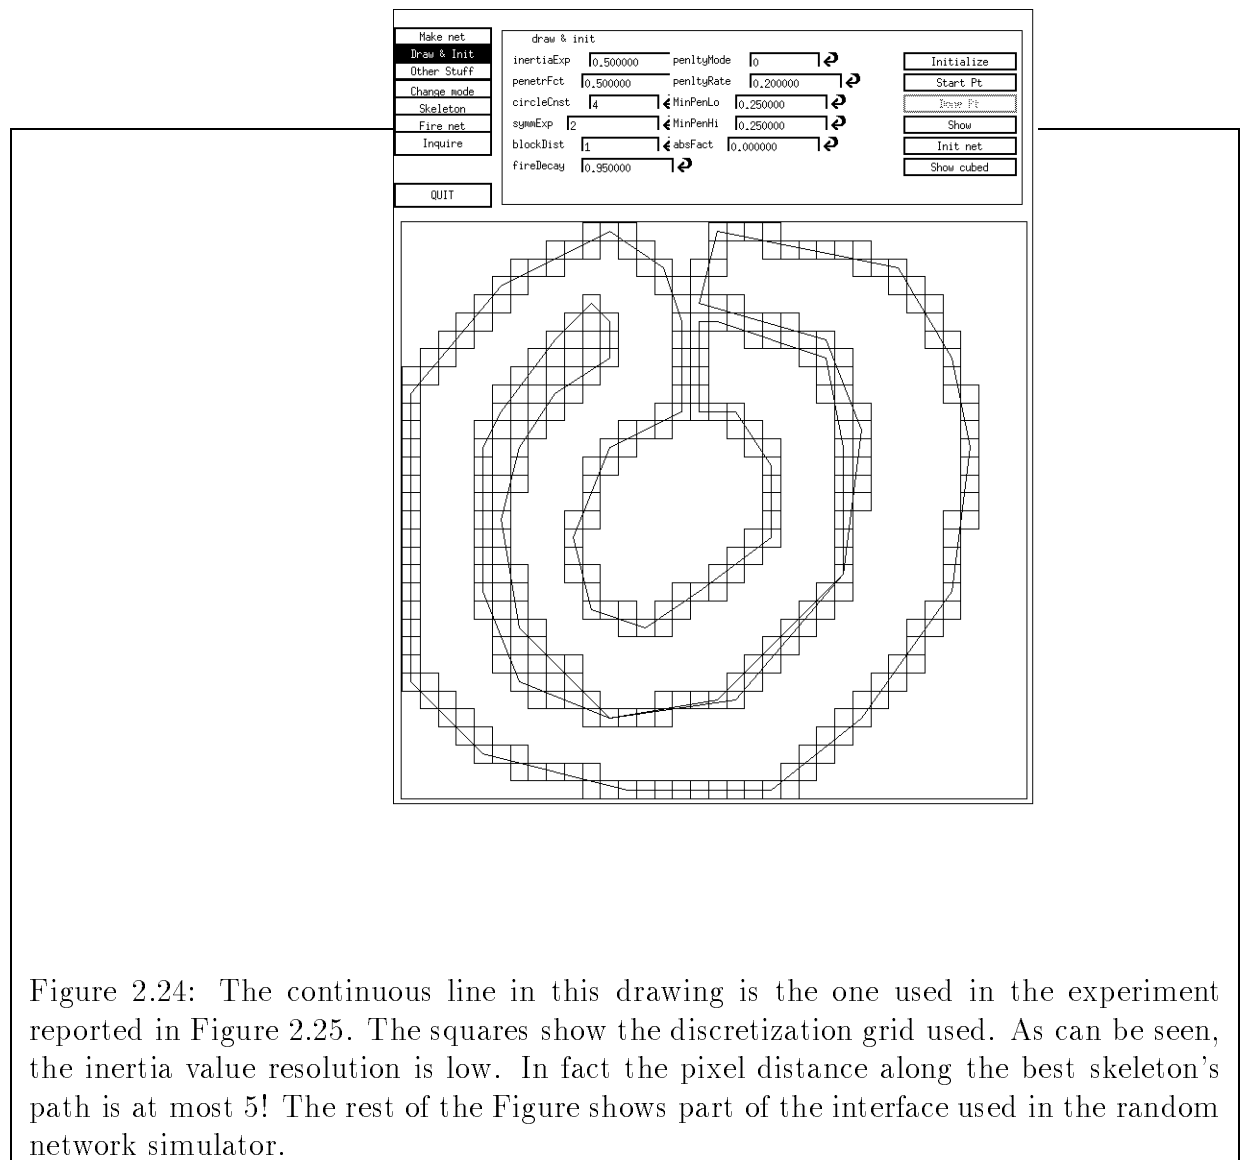 Make net
Draw & Init
Other Stuff
Change mode
Skeleton
Fire net
Inquire
QUIT
draw & init
inertiaExp 0.500000 penltyMode 0
penetrFct 0.500000 penltyRate 0.200000
circleCnst 4 MinPenLo 0.250000
symmExp 2 MinPenHi 0.250000
blockDist 1 absFact 0.000000
fireDecay 0.950000
Initialize
Start Pt
Done Pt
Show
Init net
Show cubed
Figure 2.24: The continuous line in this drawing is the one used in the experiment
reported in Figure 2.25. The squares show the discretization grid used. As can be seen,
the inertia value resolution is low. In fact the pixel distance along the best skeleton's
path is at most 5! The rest of the Figure shows part of the interface used in the random
network simulator.